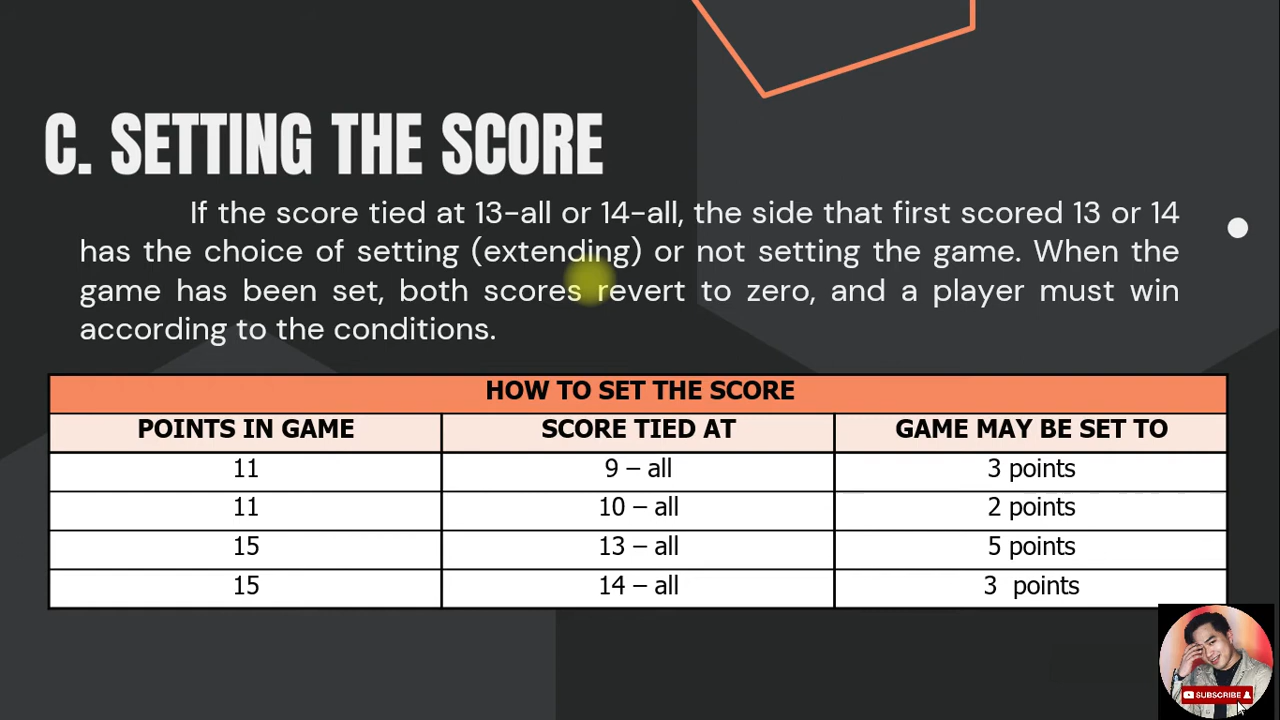 C. SETTING THE SCORE
If the score tied at 13-all or 14-all, the side that first scored 13 or 14
has the choice of setting (extending) or not setting the game. When the
game has been set, both scores revert to zero, and a player must win
according to the conditions.
HOW TO SET THE SCORE
POINTS IN GAME SCORE TIED AT GAME MAY BE SET TO
11 9 – all 3 points
11 10 – all 2 points
15 13 – all 5 points
15 14 – all 3 points
SUBSCRIBE